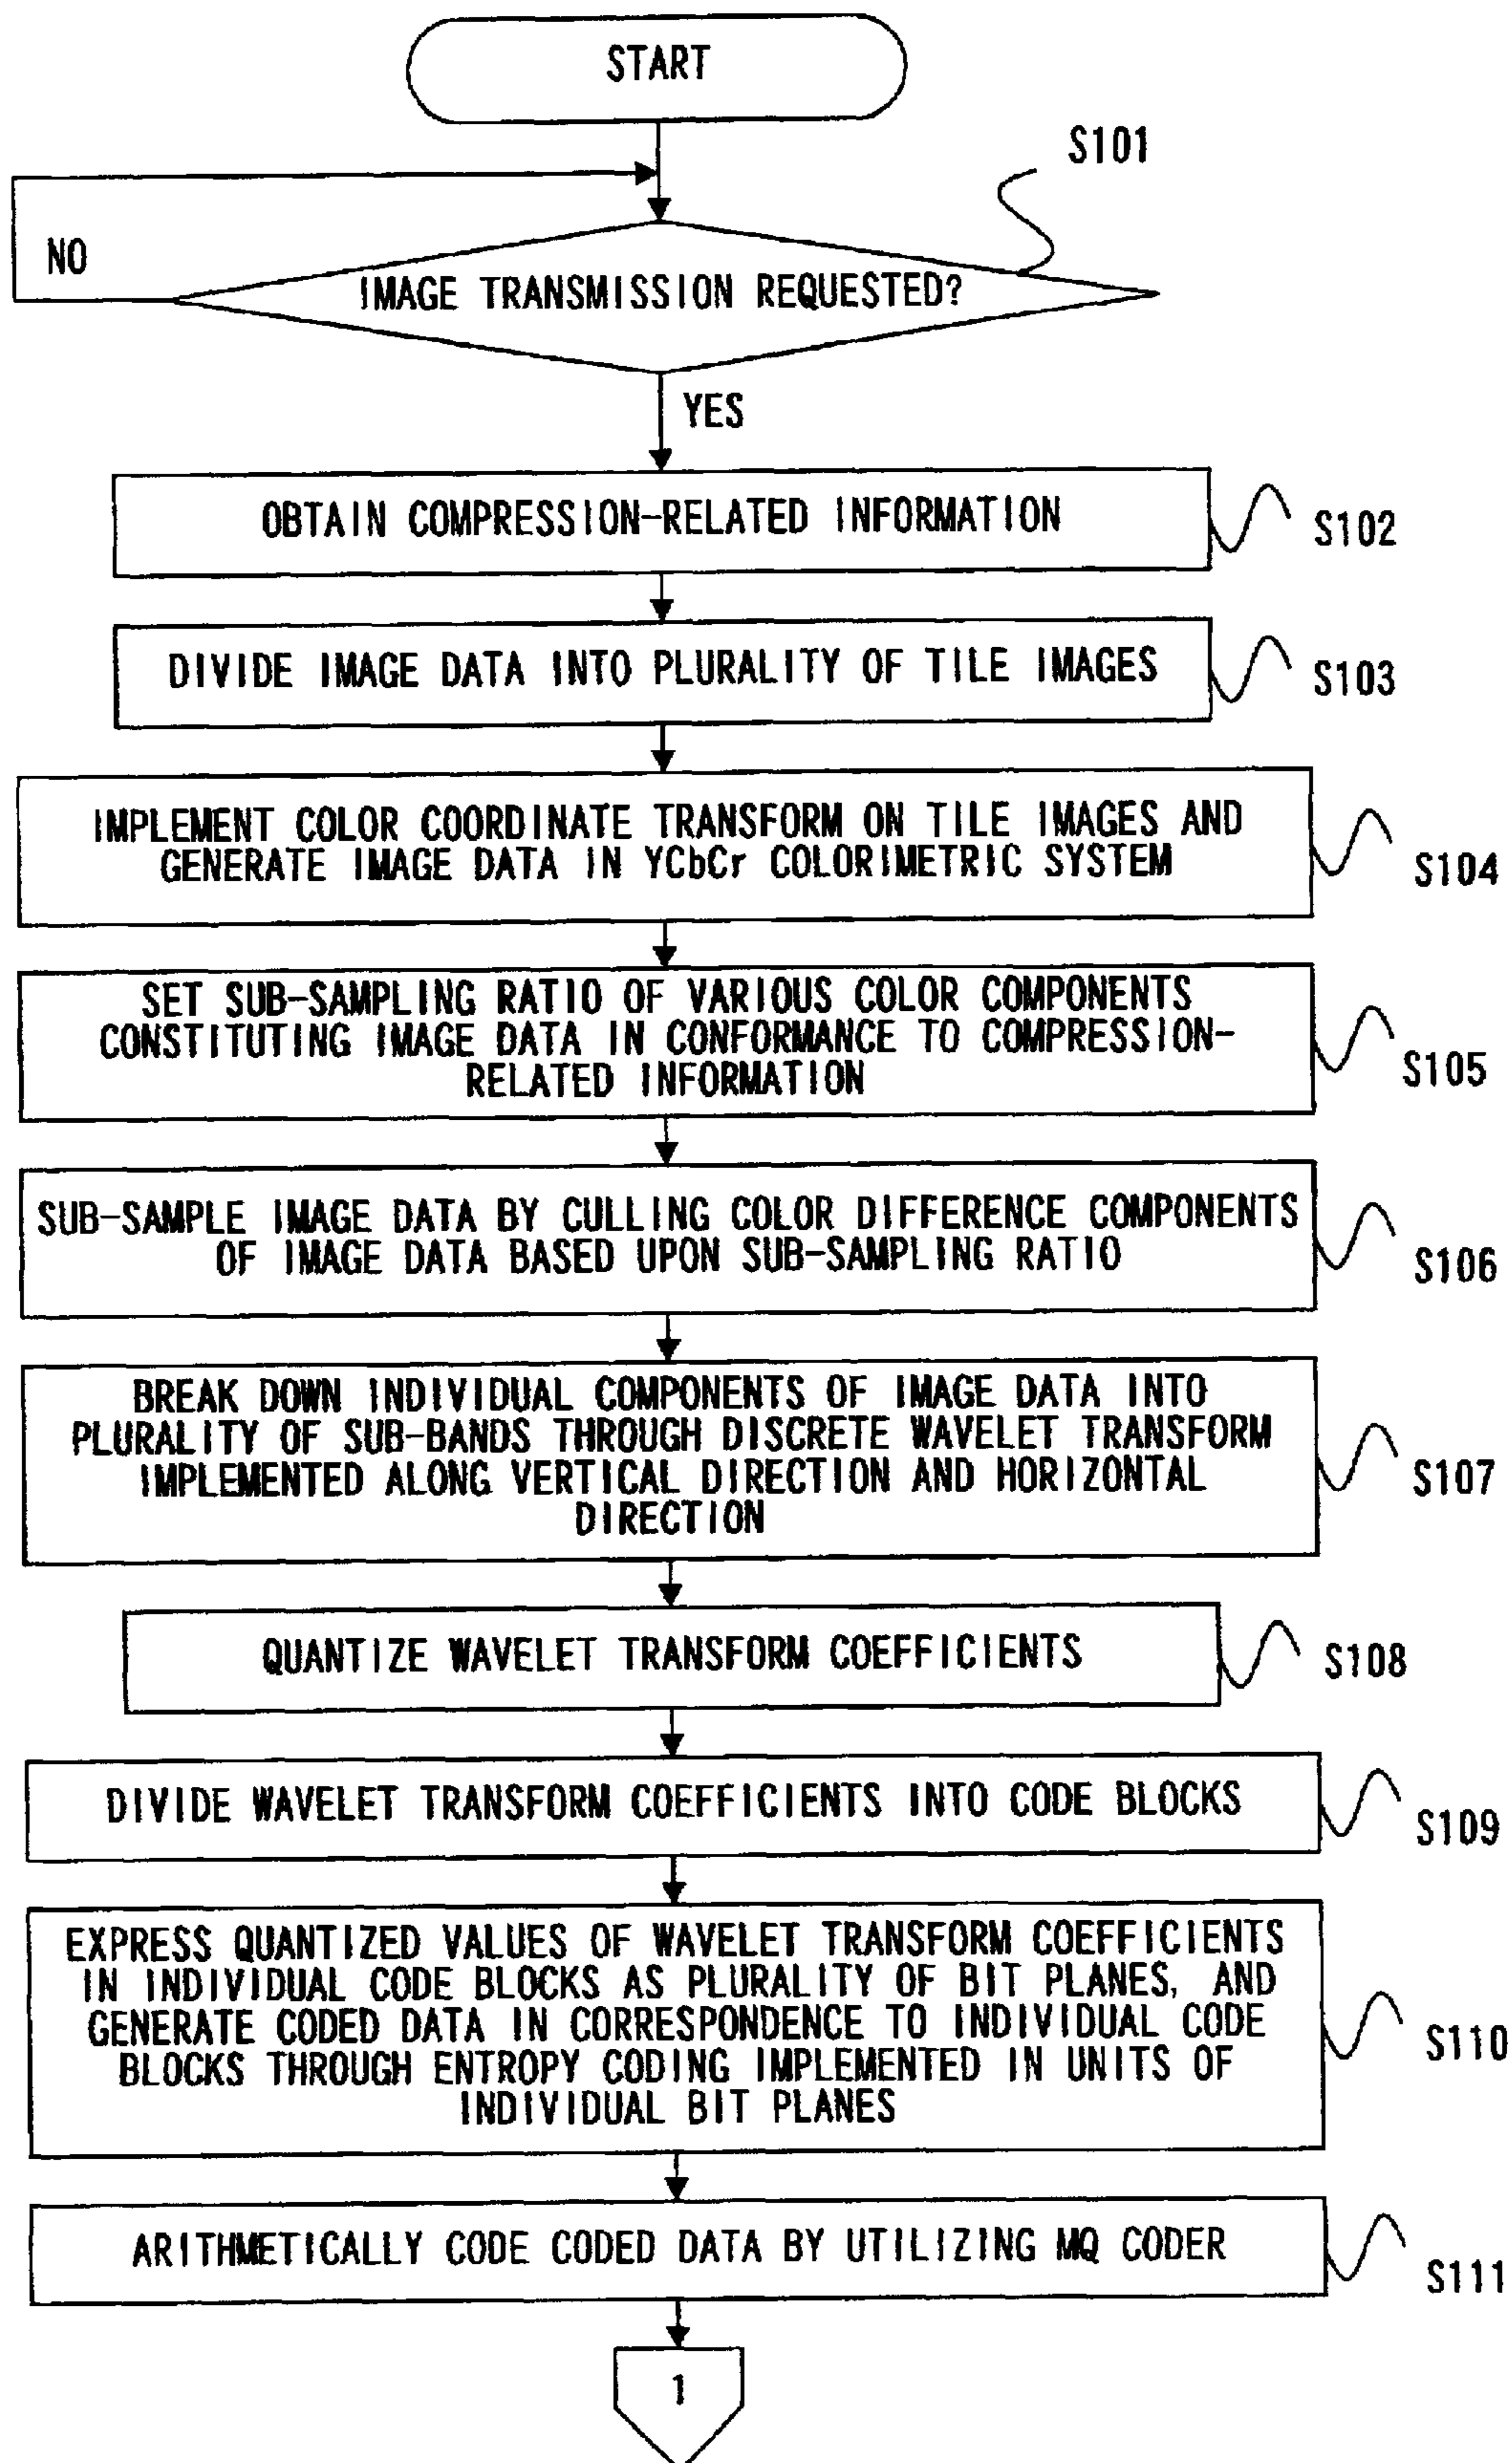 START
S101
NO
IMAGE TRANSMISSION REQUESTED?
YES
OBTAIN COMPRESSION-RELATED INFORMATION
S102
DIVIDE IMAGE DATA INTO PLURALITY OF TILE IMAGES
S103
IMPLEMENT COLOR COORDINATE TRANSFORM ON TILE IMAGES AND
GENERATE IMAGE DATA IN YCbCr COLORIMETRIC SYSTEM
S104
SET SUB-SAMPLING RATIO OF VARIOUS COLOR COMPONENTS
CONSTITUTING IMAGE DATA IN CONFORMANCE TO COMPRESSION-
RELATED INFORMATION
S105
SUB-SAMPLE IMAGE DATA BY CULLING COLOR DIFFERENCE COMPONENTS
OF IMAGE DATA BASED UPON SUB-SAMPLING RATIO
S106
BREAK DOWN INDIVIDUAL COMPONENTS OF IMAGE DATA INTO
PLURALITY OF SUB-BANDS THROUGH DISCRETE WAVELET TRANSFORM
IMPLEMENTED ALONG VERTICAL DIRECTION AND HORIZONTAL
DIRECTION
S107
QUANTIZE WAVELET TRANSFORM COEFFICIENTS
S108
DIVIDE WAVELET TRANSFORM COEFFICIENTS INTO CODE BLOCKS
S109
EXPRESS QUANTIZED VALUES OF WAVELET TRANSFORM COEFFICIENTS
IN INDIVIDUAL CODE BLOCKS AS PLURALITY OF BIT PLANES, AND
GENERATE CODED DATA IN CORRESPONDENCE TO INDIVIDUAL CODE
BLOCKS THROUGH ENTROPY CODING IMPLEMENTED IN UNITS OF
INDIVIDUAL BIT PLANES
S110
ARITHMETICALLY CODE CODED DATA BY UTILIZING MQ CODER
S111
1